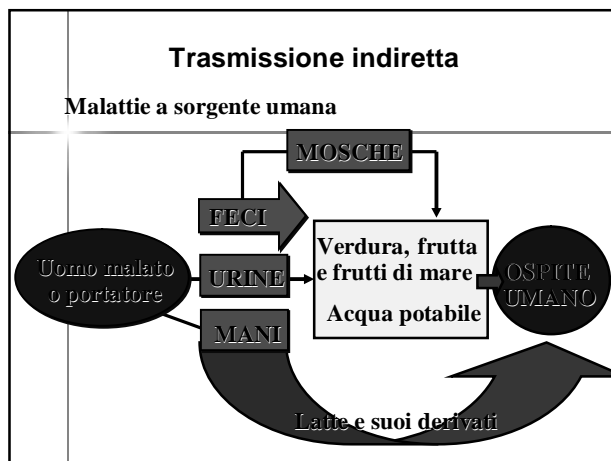 Trasmissione indiretta
Malattie a sorgente umana
MOSCHE
FECI
Uomo malato
o portatore
URINE
MANI
Verdura, frutta
e frutti di mare
Acqua potabile
OSPITE
UMANO
Latte e suoi derivati